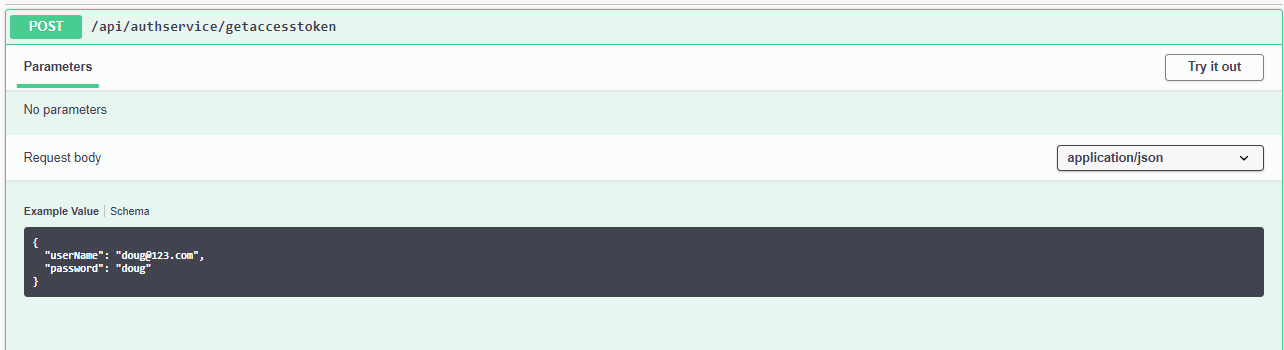 POST /api/authservice/getaccesstoken
Parameters
Try it out
No parameters
Request body
application/json
Example Value
Schema
{
"userName": "doug@123.com",
"password": "doug"
}